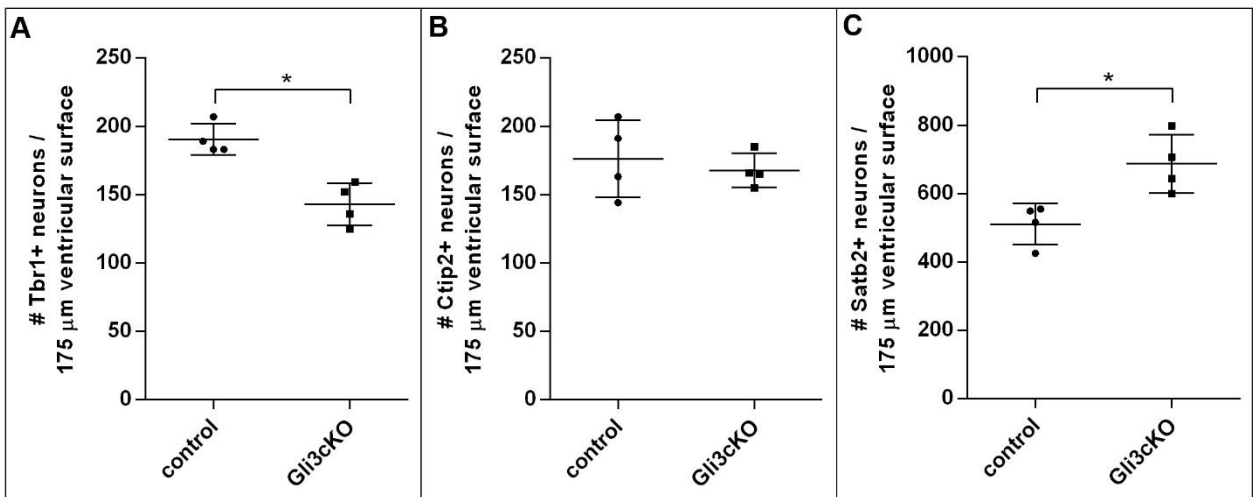 A
# Tbr1+ neurons /
175 μm ventricular surface
250
200
150
100
50
0
*
control
Gli3cKO
B
# Ctip2+ neurons /
175 μm ventricular surface
250
200
150
100
50
0
control
Gli3cKO
C
# Satb2+ neurons /
175 μm ventricular surface
1000
800
600
400
200
0
*
control
Gli3cKO